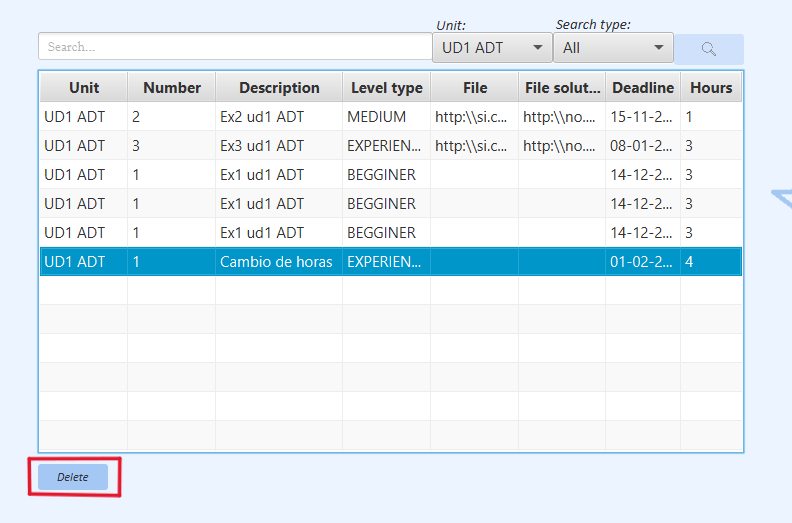 Unit: Search type:
Search... UD1 ADT All
Unit Number Description Level type File File solut... Deadline Hours
UD1 ADT 2 Ex2 ud1 ADT MEDIUM http:\\si.c... http:\\no.... 15-11-2... 1
UD1 ADT 3 Ex3 ud1 ADT EXPERIEN... http:\\si.c... http:\\no.... 08-01-2... 3
UD1 ADT 1 Ex1 ud1 ADT BEGGINER 14-12-2... 3
UD1 ADT 1 Ex1 ud1 ADT BEGGINER 14-12-2... 3
UD1 ADT 1 Ex1 ud1 ADT BEGGINER 14-12-2... 3
UD1 ADT 1 Cambio de horas EXPERIEN... 01-02-2... 4
Delete